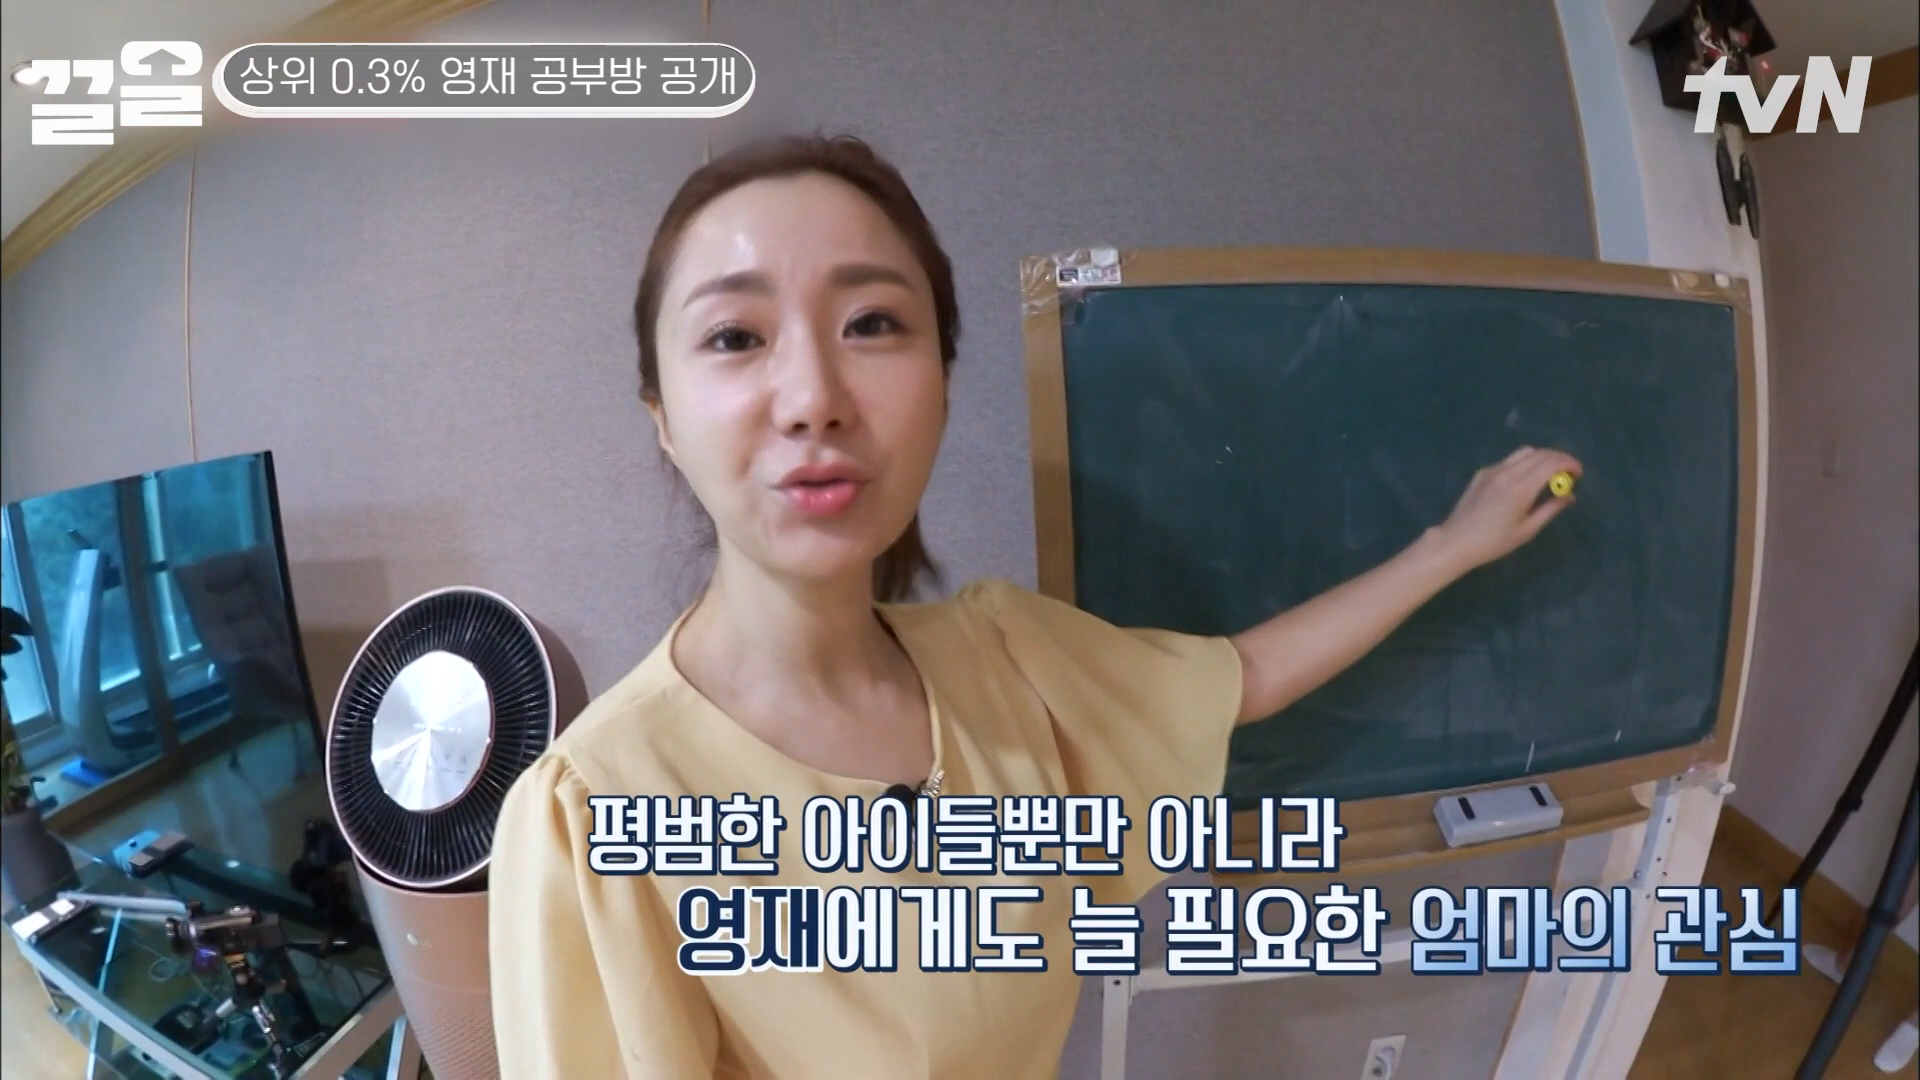 끌올
상위 0.3% 영재 공부방 공개
tvN
평범한 아이들뿐만 아니라
영재에게도 늘 필요한 엄마의 관심